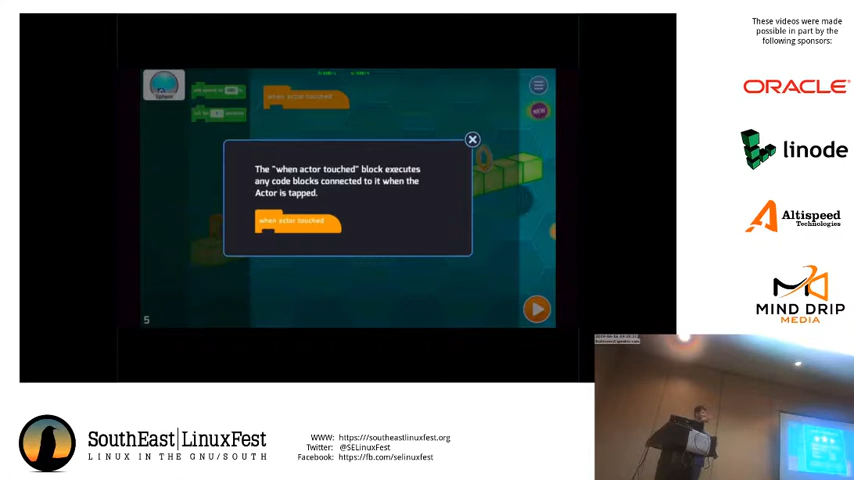 These videos were made
possible in part by the
following sponsors:
ORACLE
linode
Altispeed
Technologies
MIND DRIP
MEDIA
when actor touched
NEW
The "when actor touched" block executes
any code blocks connected to it when the
Actor is tapped.
when actor touched
5
SouthEast LinuxFest
LINUX IN THE GNU/SOUTH
WWW: https:///southeastlinuxfest.org
Twitter: @SELinuxFest
Facebook: https://fb.com/selinuxfest